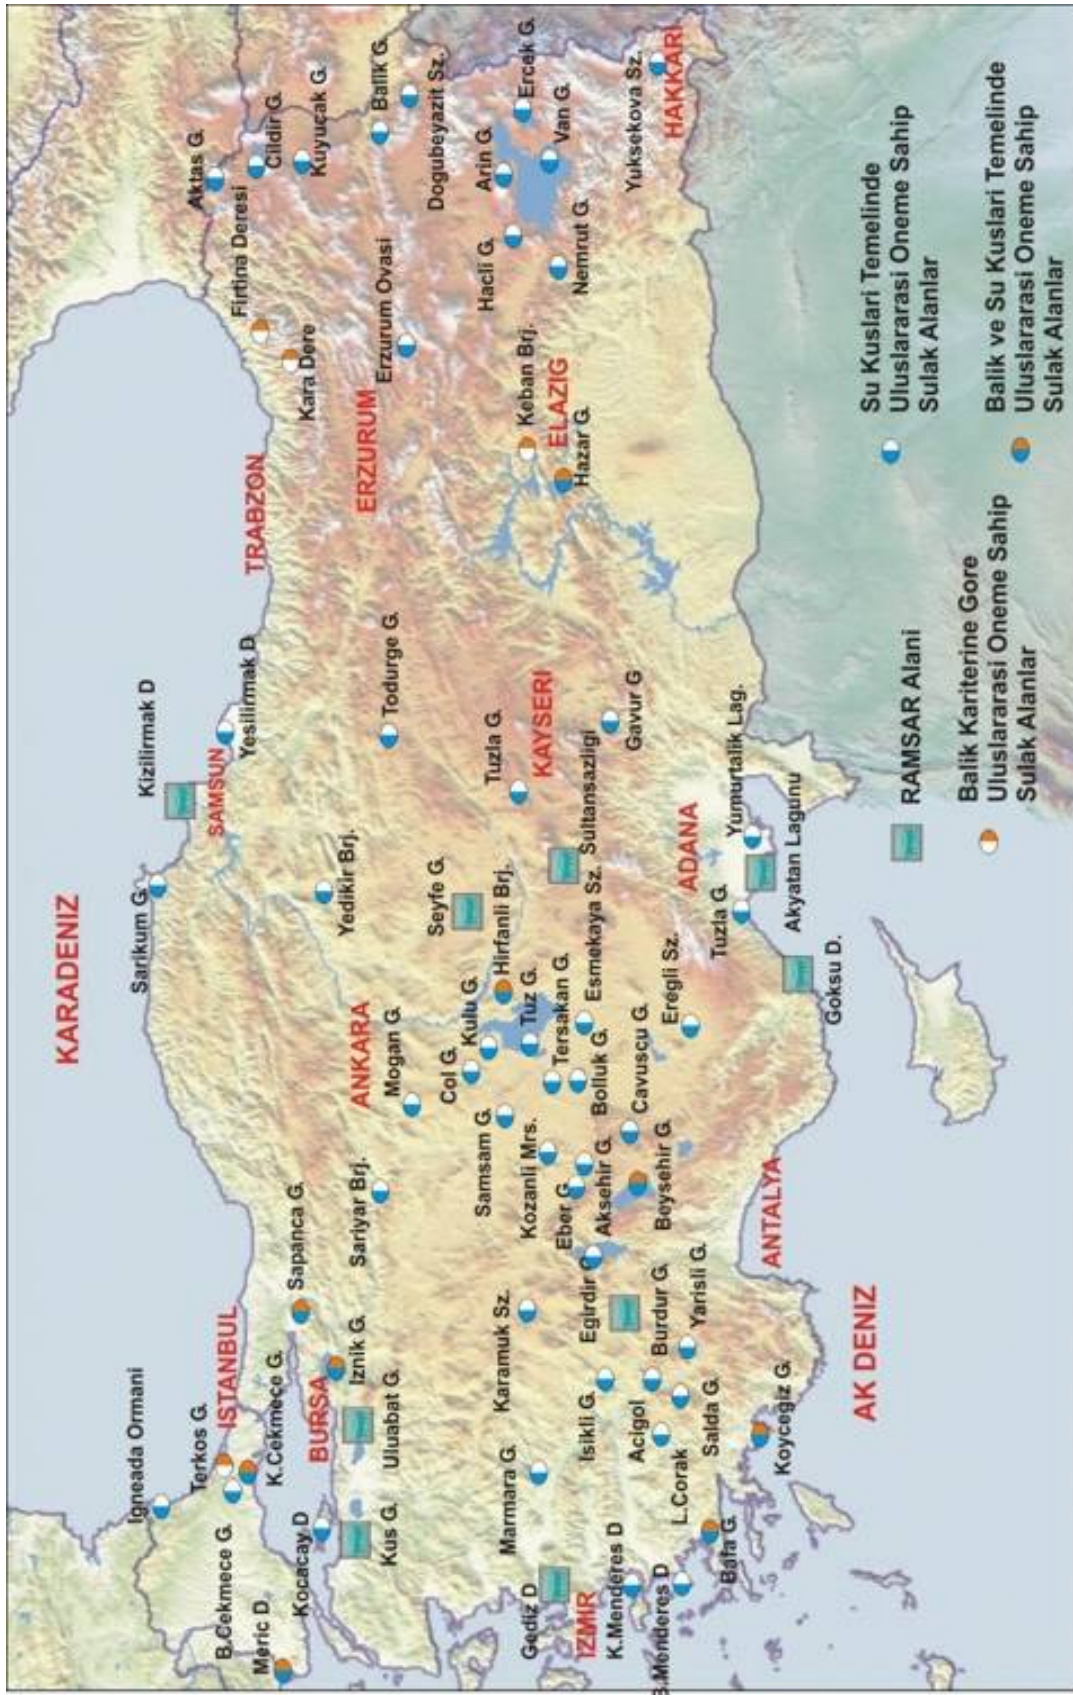 KARADENIZ
Igneada Ormani
Terkos G.
ISTANBUL
B.Cekmece G.
K.Cekmece G.
Meric D.
Kocacay D
BURSA
Iznik G.
Sapanca G.
Kus G.
Uluabat G.
Sariyar Brj.
ANKARA
Mogan G.
Sarikum G.
Kizilirmak D
SAMSUN
Yesilirmak D
Yedikir Brj.
Todurge G.
TRABZON
Kara Dere
Firtina Deresi
Aktas G.
Cildir G.
Kuyucak G.
Balik G.
Dogubeyazit Sz.
ERZURUM
Erzurum Ovasi
Gediz D
IZMIR
Marmara G.
Karamuk Sz.
K.Menderes D
B.Menderes D
Isikli G.
Acigol
L.Corak
Salda G.
Bafa G.
Koycegiz G.
Yarisli G.
Burdur G.
Egirdir G
Eber G.
Aksehir G.
Beysehir G.
Kozanli Mrs.
Samsam G.
Col G.
Kulu G.
Hirfanli Brj.
Tuz G.
Tersakan G.
Bolluk G.
Cavuscu G.
Esmekaya Sz.
Eregli Sz.
Seyfe G.
Sultansazligi
Tuzla G.
KAYSERI
Gavur G
Keban Brj.
ELAZIG
Hazar G.
Hacli G.
Nemrut G.
Arin G.
Van G.
Ercek G.
Yuksekova Sz.
HAKKARI
ANTALYA
AK DENIZ
Goksu D.
Tuzla G.
ADANA
Akyatan Lagunu
Yumurtalik Lag.
RAMSAR Alani
Balik Kariterine Gore
Uluslararasi Oneme Sahip
Sulak Alanlar
Su Kuslari Temelinde
Uluslararasi Oneme Sahip
Sulak Alanlar
Balik ve Su Kuslari Temelinde
Uluslararasi Oneme Sahip
Sulak Alanlar